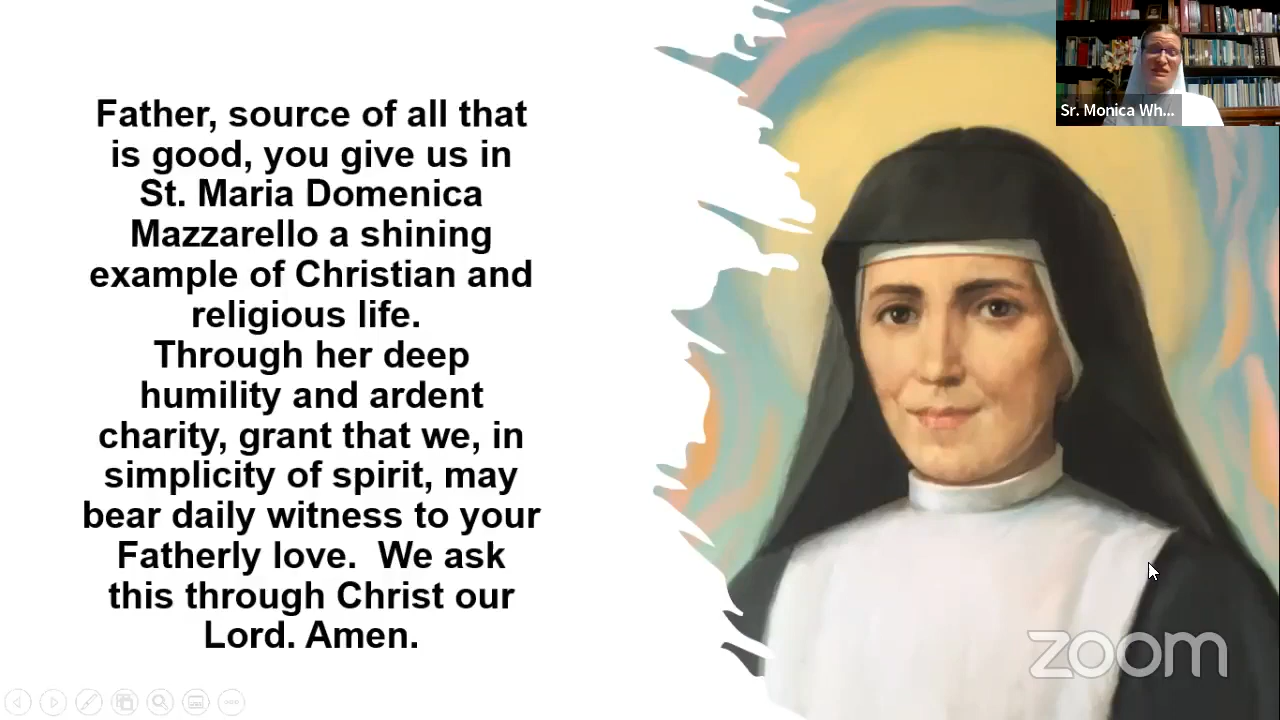 Father, source of all that
is good, you give us in
St. Maria Domenica
Mazzarello a shining
example of Christian and
religious life.
Through her deep
humility and ardent
charity, grant that we, in
simplicity of spirit, may
bear daily witness to your
Fatherly love.  We ask
this through Christ our
Lord. Amen.
Sr. Monica Wh...
zoom